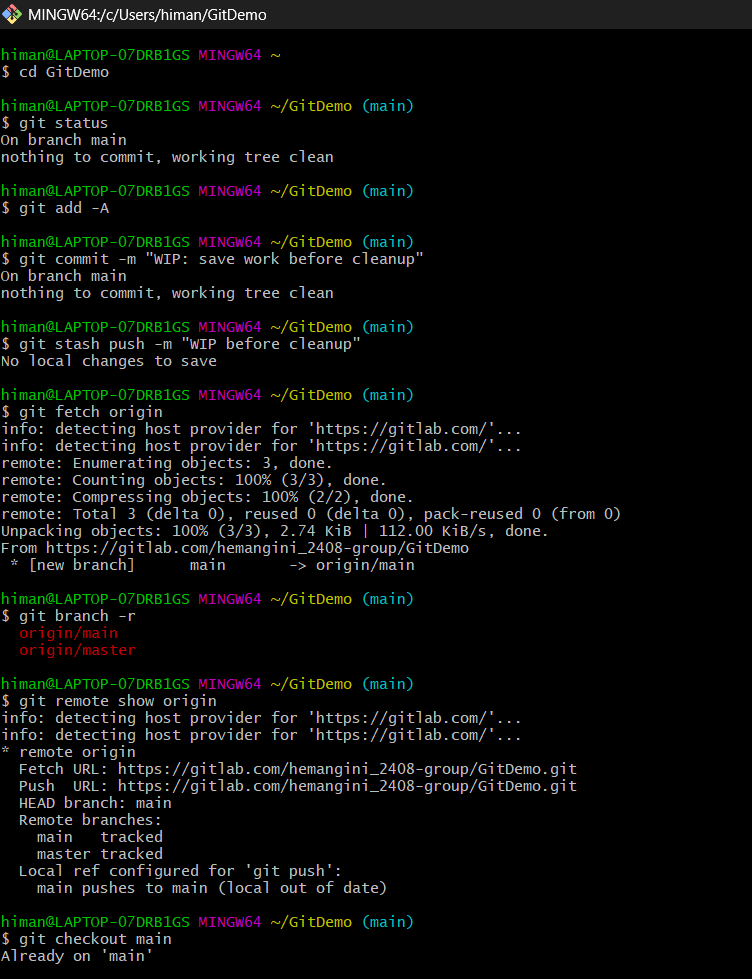 MINGW64:/c/Users/himan/GitDemo
himan@LAPTOP-07DRB1GS MINGW64 ~
$ cd GitDemo
himan@LAPTOP-07DRB1GS MINGW64 ~/GitDemo (main)
$ git status
On branch main
nothing to commit, working tree clean
himan@LAPTOP-07DRB1GS MINGW64 ~/GitDemo (main)
$ git add -A
himan@LAPTOP-07DRB1GS MINGW64 ~/GitDemo (main)
$ git commit -m "WIP: save work before cleanup"
On branch main
nothing to commit, working tree clean
himan@LAPTOP-07DRB1GS MINGW64 ~/GitDemo (main)
$ git stash push -m "WIP before cleanup"
No local changes to save
himan@LAPTOP-07DRB1GS MINGW64 ~/GitDemo (main)
$ git fetch origin
info: detecting host provider for 'https://gitlab.com/'...
info: detecting host provider for 'https://gitlab.com/'...
remote: Enumerating objects: 3, done.
remote: Counting objects: 100% (3/3), done.
remote: Compressing objects: 100% (2/2), done.
remote: Total 3 (delta 0), reused 0 (delta 0), pack-reused 0 (from 0)
Unpacking objects: 100% (3/3), 2.74 KiB | 112.00 KiB/s, done.
From https://gitlab.com/hemangini_2408-group/GitDemo
 * [new branch]      main       -> origin/main
himan@LAPTOP-07DRB1GS MINGW64 ~/GitDemo (main)
$ git branch -r
  origin/main
  origin/master
himan@LAPTOP-07DRB1GS MINGW64 ~/GitDemo (main)
$ git remote show origin
info: detecting host provider for 'https://gitlab.com/'...
info: detecting host provider for 'https://gitlab.com/'...
* remote origin
  Fetch URL: https://gitlab.com/hemangini_2408-group/GitDemo.git
  Push  URL: https://gitlab.com/hemangini_2408-group/GitDemo.git
  HEAD branch: main
  Remote branches:
    main   tracked
    master tracked
  Local ref configured for 'git push':
    main pushes to main (local out of date)
himan@LAPTOP-07DRB1GS MINGW64 ~/GitDemo (main)
$ git checkout main
Already on 'main'